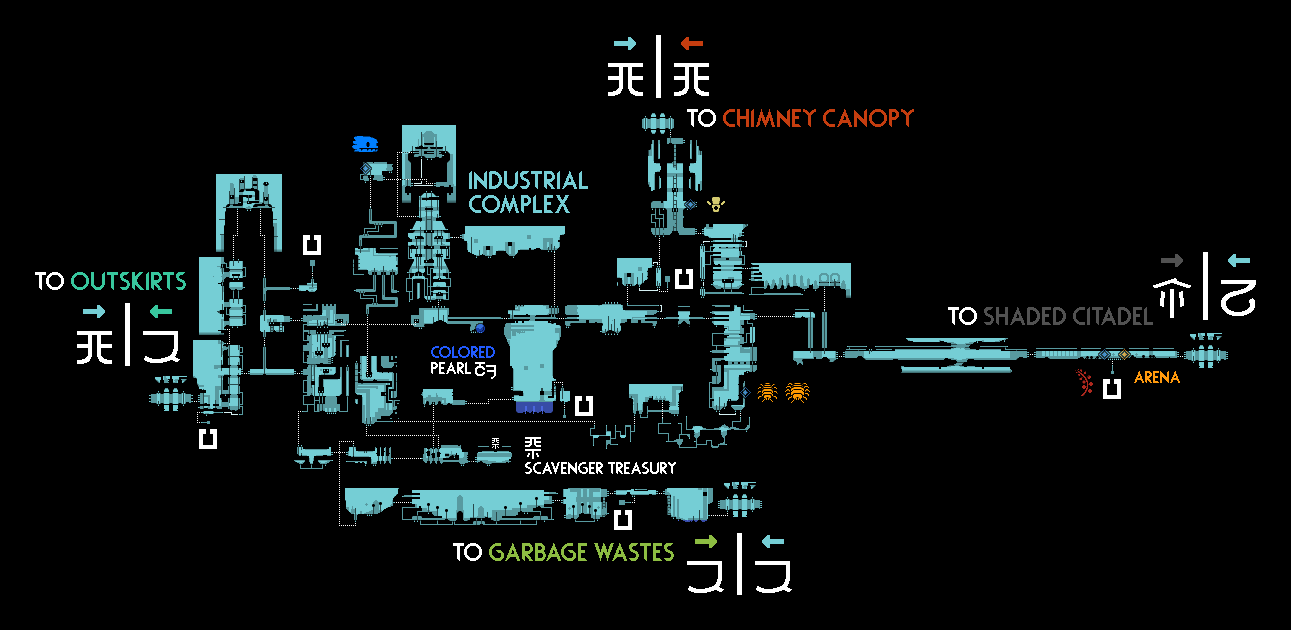 TO CHIMNEY CANOPY
INDUSTRIAL
COMPLEX
TO OUTSKIRTS
TO SHADED CITADEL
COLORED
PEARL
ARENA
SCAVENGER TREASURY
TO GARBAGE WASTES